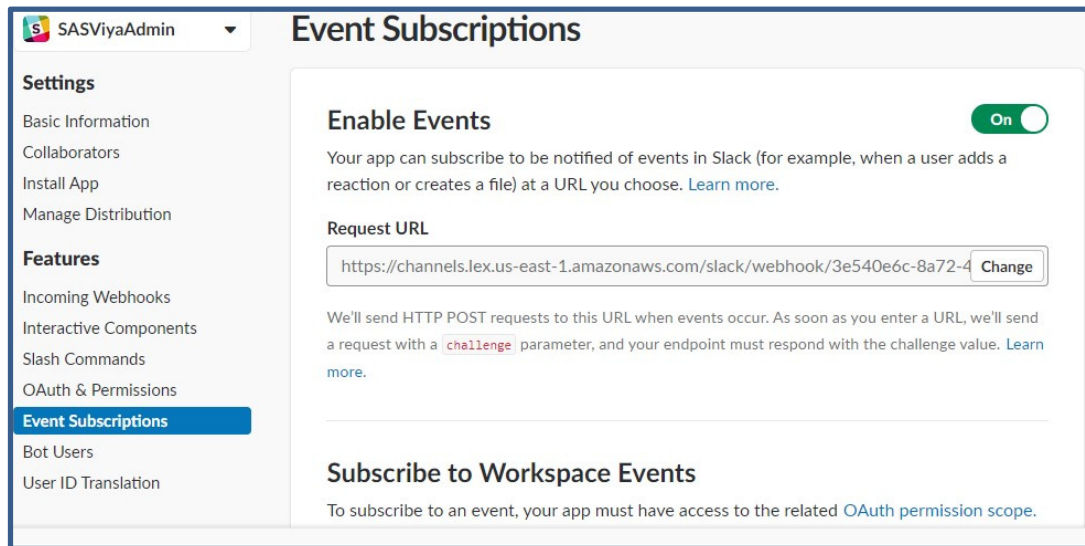 SASViyaAdmin
Settings
Basic Information
Collaborators
Install App
Manage Distribution
Features
Incoming Webhooks
Interactive Components
Slash Commands
OAuth & Permissions
Event Subscriptions
Bot Users
User ID Translation
Event Subscriptions
Enable Events
On
Your app can subscribe to be notified of events in Slack (for example, when a user adds a
reaction or creates a file) at a URL you choose. Learn more.
Request URL
https://channels.lex.us-east-1.amazonaws.com/slack/webhook/3e540e6c-8a72-4
Change
We'll send HTTP POST requests to this URL when events occur. As soon as you enter a URL, we'll send
a request with a challenge parameter, and your endpoint must respond with the challenge value. Learn
more.
Subscribe to Workspace Events
To subscribe to an event, your app must have access to the related OAuth permission scope.